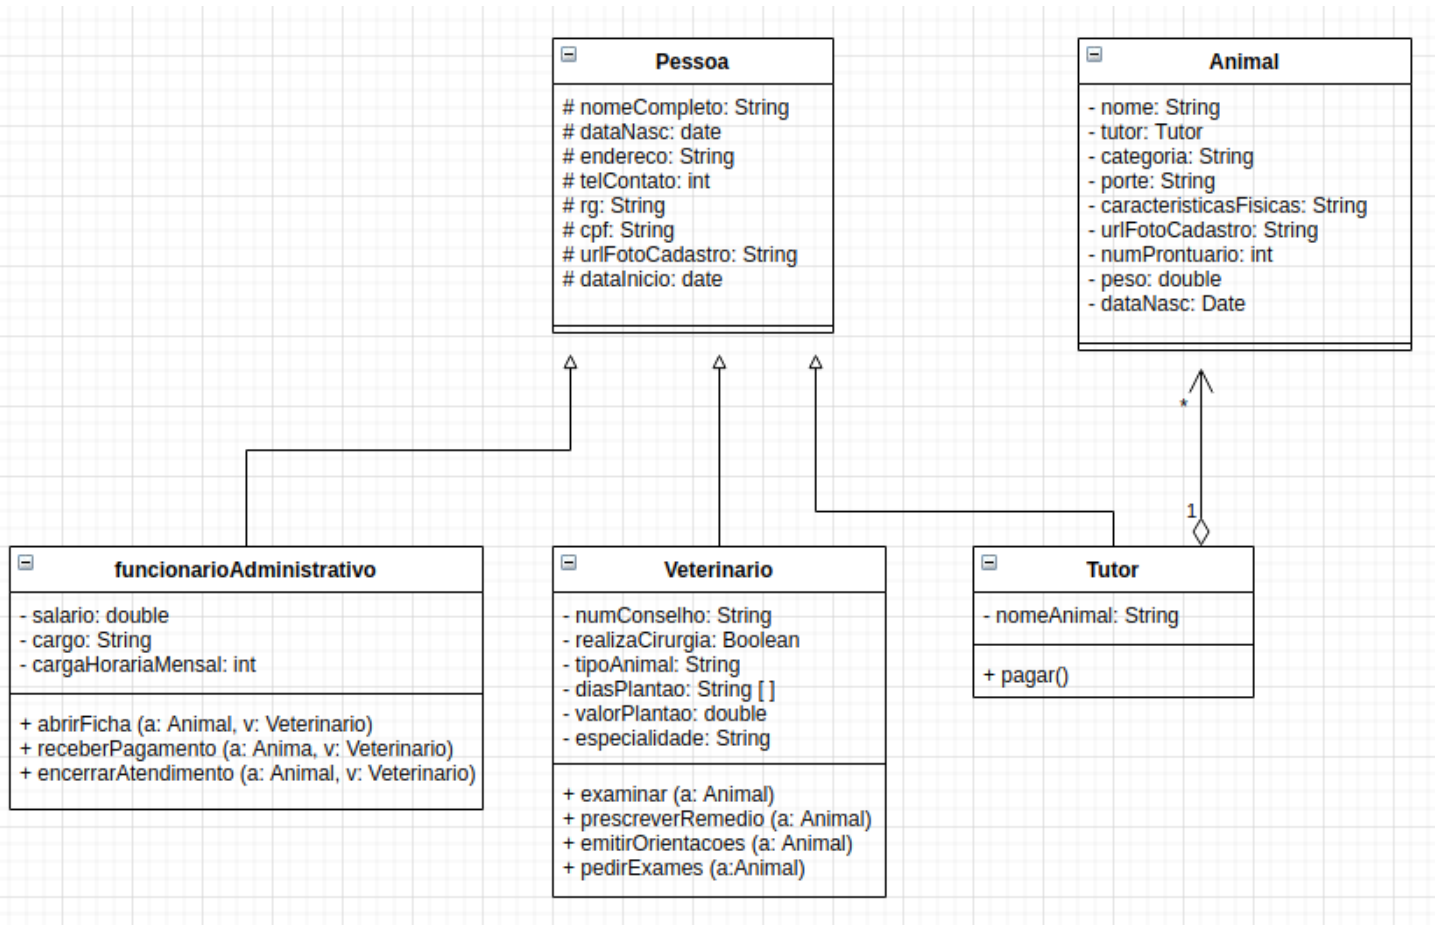 Pessoa
# nomeCompleto: String
# dataNasc: date
# endereco: String
# telContato: int
# rg: String
# cpf: String
# urlFotoCadastro: String
# dataInicio: date
Animal
- nome: String
- tutor: Tutor
- categoria: String
- porte: String
- caracteristicasFisicas: String
- urlFotoCadastro: String
- numProntuario: int
- peso: double
- dataNasc: Date
*
1
funcionarioAdministrativo
- salario: double
- cargo: String
- cargaHorariaMensal: int
+ abrirFicha (a: Animal, v: Veterinario)
+ receberPagamento (a: Anima, v: Veterinario)
+ encerrarAtendimento (a: Animal, v: Veterinario)
Veterinario
- numConselho: String
- realizaCirurgia: Boolean
- tipoAnimal: String
- diasPlantao: String [ ]
- valorPlantao: double
- especialidade: String
+ examinar (a: Animal)
+ prescreverRemedio (a: Animal)
+ emitirOrientacoes (a: Animal)
+ pedirExames (a:Animal)
Tutor
- nomeAnimal: String
+ pagar()